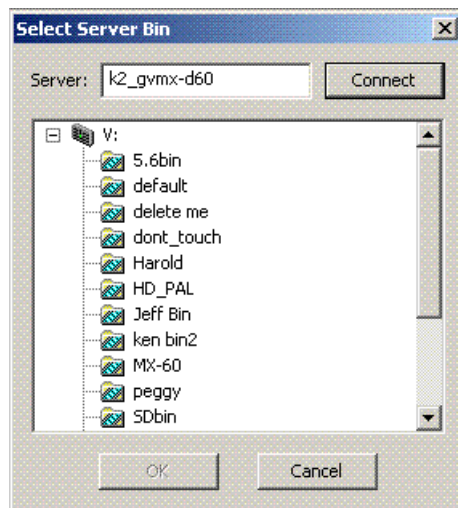 Select Server Bin
Server: k2_gvmx-d60 Connect
V:
5.6bin
default
delete me
dont_touch
Harold
HD_PAL
Jeff Bin
ken bin2
MX-60
peggy
SDbin
OK Cancel